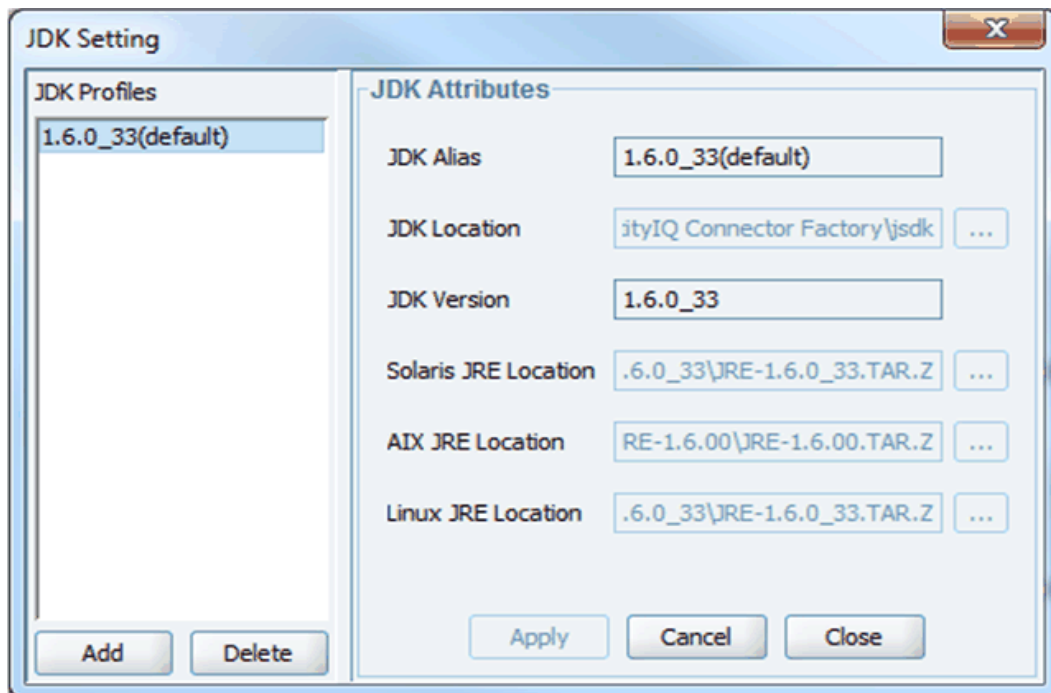 JDK Setting
JDK Profiles
1.6.0_33(default)
Add
Delete
JDK Attributes
JDK Alias
1.6.0_33(default)
JDK Location
:ityIQ Connector Factory\jsdk
...
JDK Version
1.6.0_33
Solaris JRE Location
.6.0_33\JRE-1.6.0_33.TAR.Z
...
AIX JRE Location
RE-1.6.00\JRE-1.6.00.TAR.Z
...
Linux JRE Location
.6.0_33\JRE-1.6.0_33.TAR.Z
...
Apply
Cancel
Close